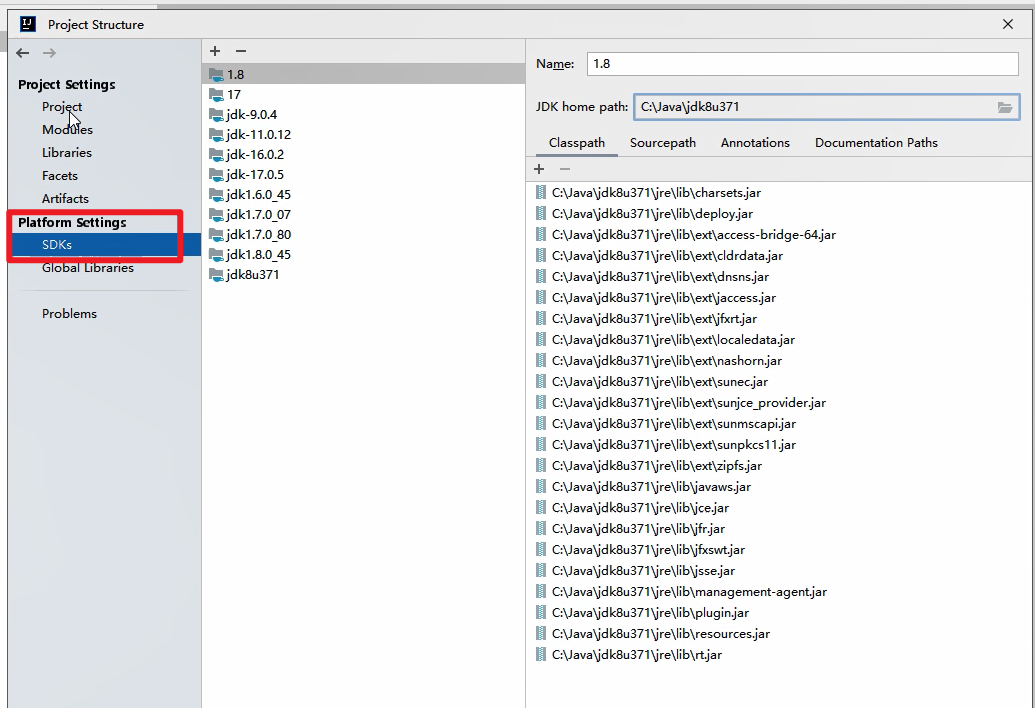 IJ
Project Structure
Project Settings
Project
Modules
Libraries
Facets
Artifacts
Platform Settings
SDKs
Global Libraries
Problems
1.8
17
jdk-9.0.4
jdk-11.0.12
jdk-16.0.2
jdk-17.0.5
jdk1.6.0_45
jdk1.7.0_07
jdk1.7.0_80
jdk1.8.0_45
jdk8u371
Name: 1.8
JDK home path: C:\Java\jdk8u371
Classpath Sourcepath Annotations Documentation Paths
C:\Java\jdk8u371\jre\lib\charsets.jar
C:\Java\jdk8u371\jre\lib\deploy.jar
C:\Java\jdk8u371\jre\lib\ext\access-bridge-64.jar
C:\Java\jdk8u371\jre\lib\ext\cldrdata.jar
C:\Java\jdk8u371\jre\lib\ext\dnsns.jar
C:\Java\jdk8u371\jre\lib\ext\jaccess.jar
C:\Java\jdk8u371\jre\lib\ext\jfxrt.jar
C:\Java\jdk8u371\jre\lib\ext\localedata.jar
C:\Java\jdk8u371\jre\lib\ext\nashorn.jar
C:\Java\jdk8u371\jre\lib\ext\sunec.jar
C:\Java\jdk8u371\jre\lib\ext\sunjce_provider.jar
C:\Java\jdk8u371\jre\lib\ext\sunmscapi.jar
C:\Java\jdk8u371\jre\lib\ext\sunpkcs11.jar
C:\Java\jdk8u371\jre\lib\ext\zipfs.jar
C:\Java\jdk8u371\jre\lib\javaws.jar
C:\Java\jdk8u371\jre\lib\jce.jar
C:\Java\jdk8u371\jre\lib\jfr.jar
C:\Java\jdk8u371\jre\lib\jfxswt.jar
C:\Java\jdk8u371\jre\lib\jsse.jar
C:\Java\jdk8u371\jre\lib\management-agent.jar
C:\Java\jdk8u371\jre\lib\plugin.jar
C:\Java\jdk8u371\jre\lib\resources.jar
C:\Java\jdk8u371\jre\lib\rt.jar